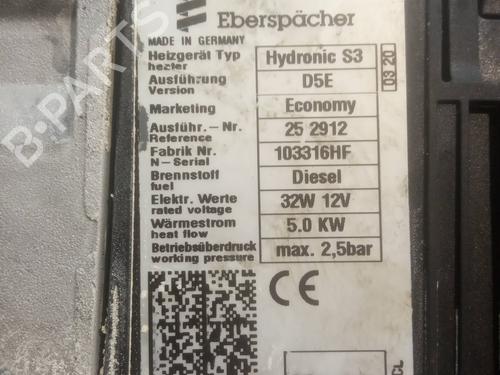 Eberspächer
MADE IN GERMANY
Heizgerät Typ Hydronic S3
heater
Ausführung D5E
Version
Marketing Economy
Ausführ.-Nr. 25 2912
Reference
Fabrik Nr. 103316HF
N-Serial
Brennstoff Diesel
fuel
Elektr. Werte 32W 12V
rated voltage
Wärmestrom 5.0 KW
heat flow
Betriebsüberdruck max. 2,5bar
working pressure
03 20
CE
CL
B-PARTS